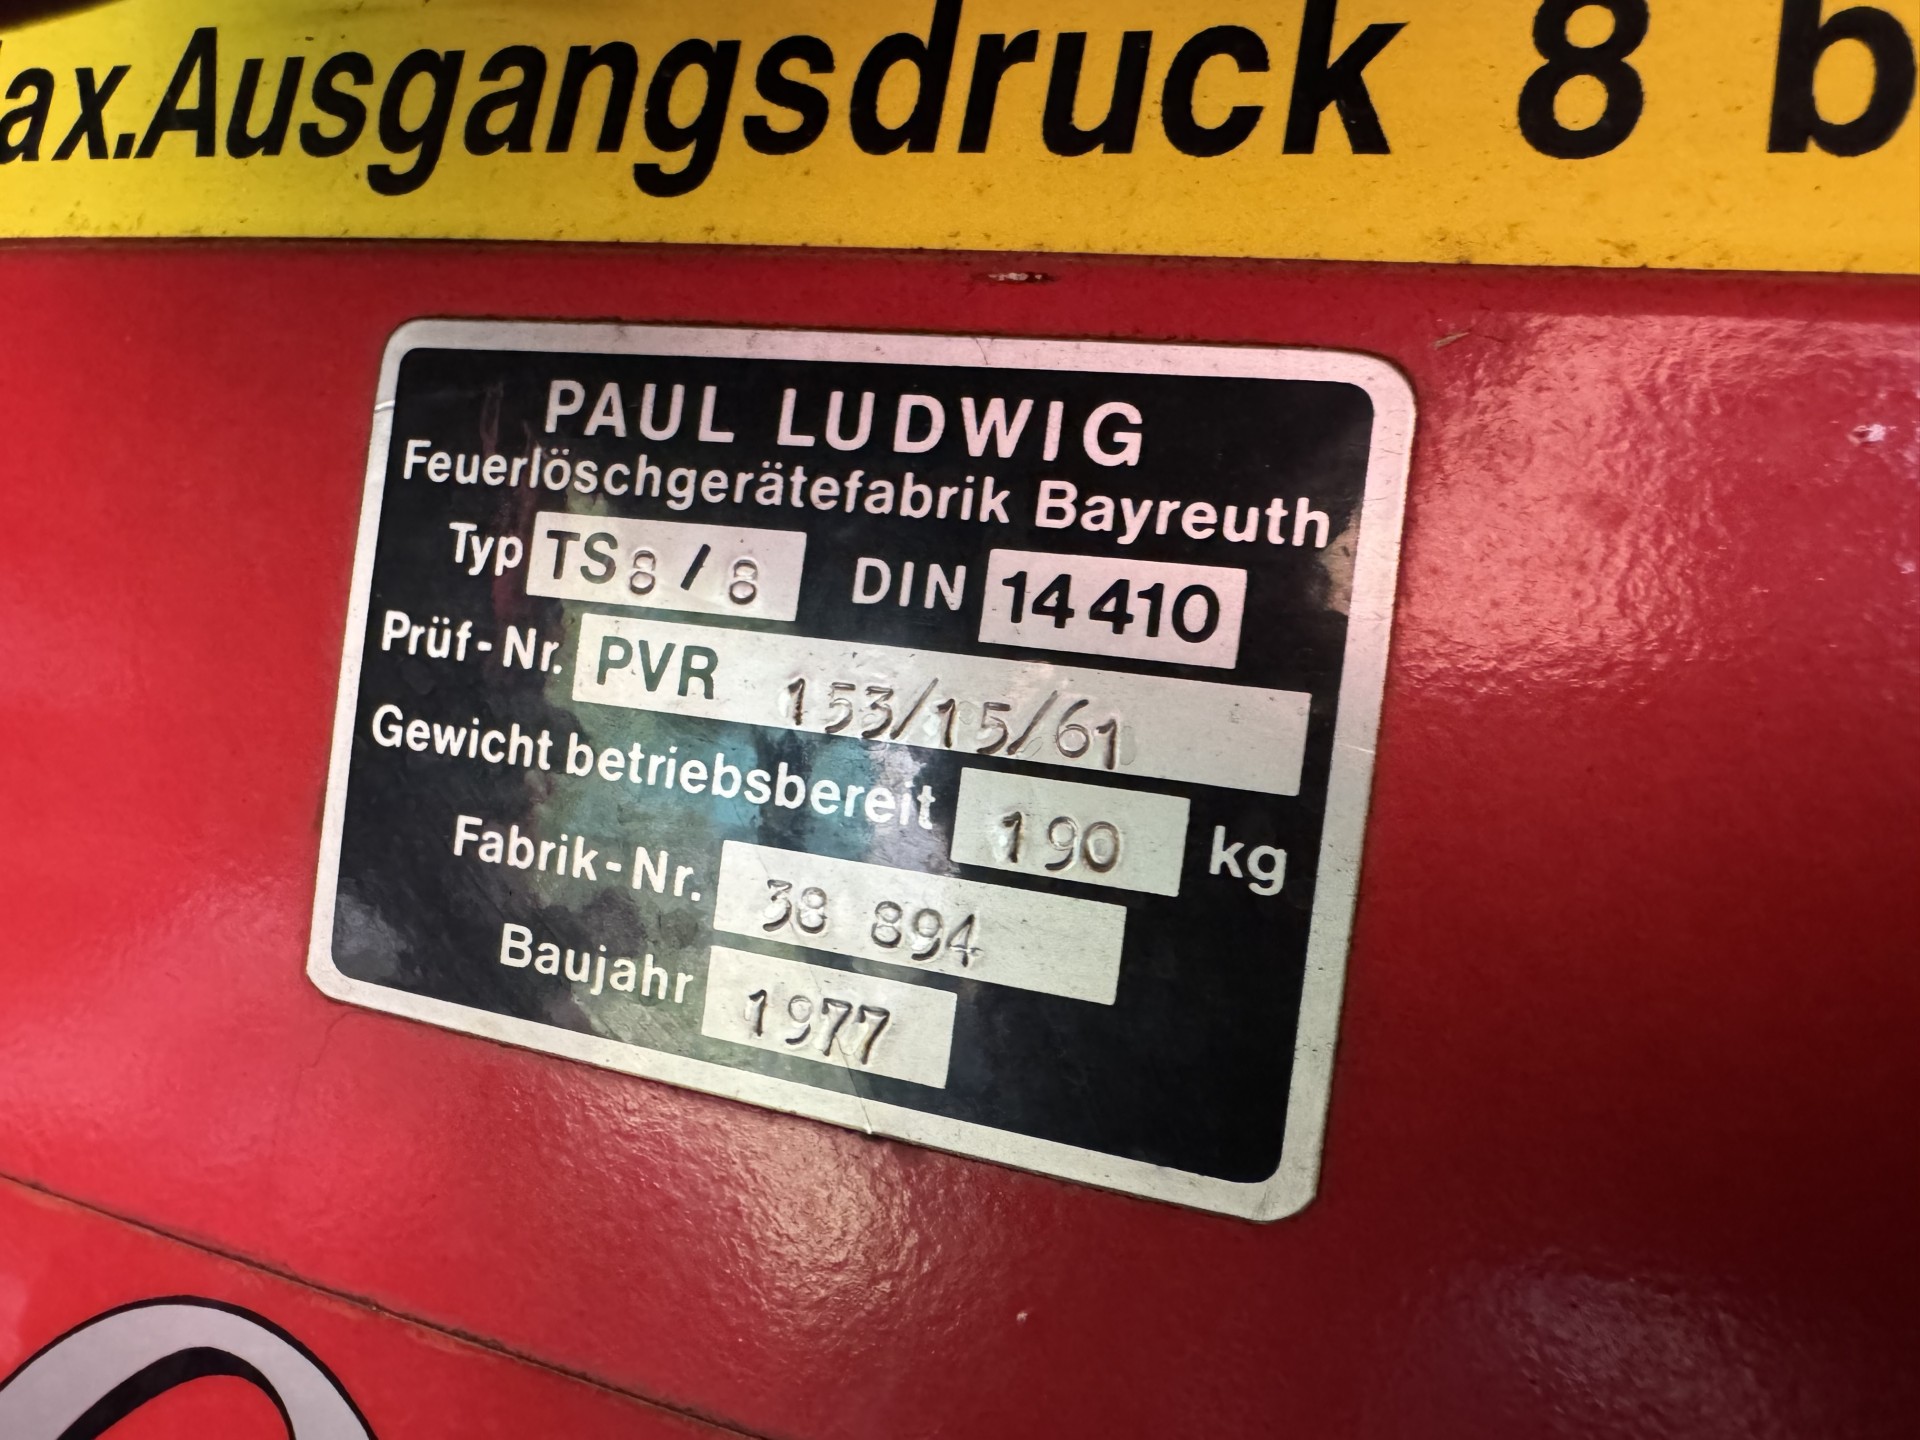 ax.Ausgangsdruck 8 b
PAUL LUDWIG
Feuerlöschgerätefabrik Bayreuth
Typ TS 8 / 8 DIN 14 410
Prüf-Nr. PVR 153/15/61
Gewicht betriebsbereit 190 kg
Fabrik-Nr. 38 894
Baujahr 1977